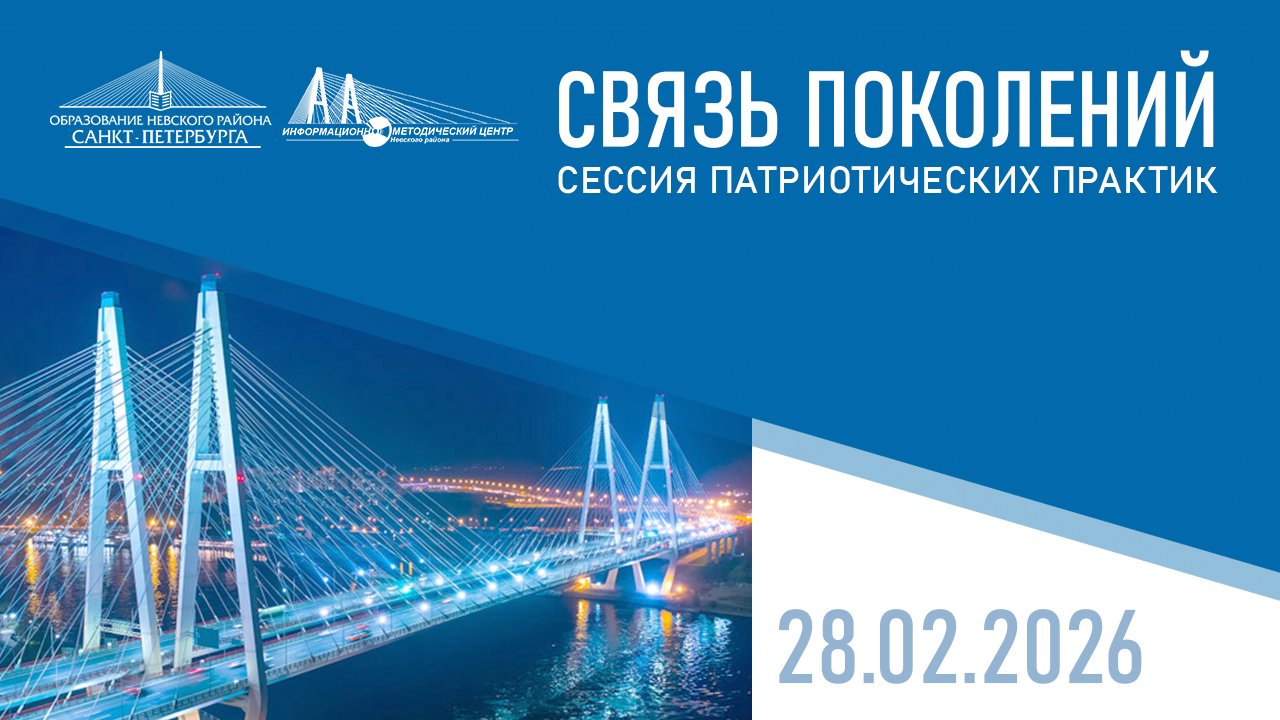 ОБРАЗОВАНИЕ НЕВСКОГО РАЙОНА
САНКТ-ПЕТЕРБУРГА
ИНФОРМАЦИОННО МЕТОДИЧЕСКИЙ ЦЕНТР
Невского района
СВЯЗЬ ПОКОЛЕНИЙ
СЕССИЯ ПАТРИОТИЧЕСКИХ ПРАКТИК
28.02.2026